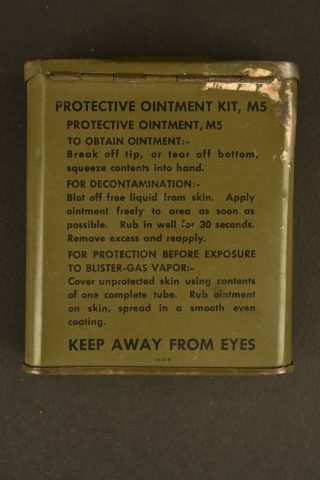 PROTECTIVE OINTMENT KIT, M5
PROTECTIVE OINTMENT, M5
TO OBTAIN OINTMENT:-
Break off tip, or tear off bottom,
squeeze contents into hand.
FOR DECONTAMINATION:-
Blot off free liquid from skin. Apply
ointment freely to area as soon as
possible. Rub in well for 30 seconds.
Remove excess and reapply.
FOR PROTECTION BEFORE EXPOSURE
TO BLISTER-GAS VAPOR:-
Cover unprotected skin using contents
of one complete tube. Rub ointment
on skin, spread in a smooth even
coating.
KEEP AWAY FROM EYES